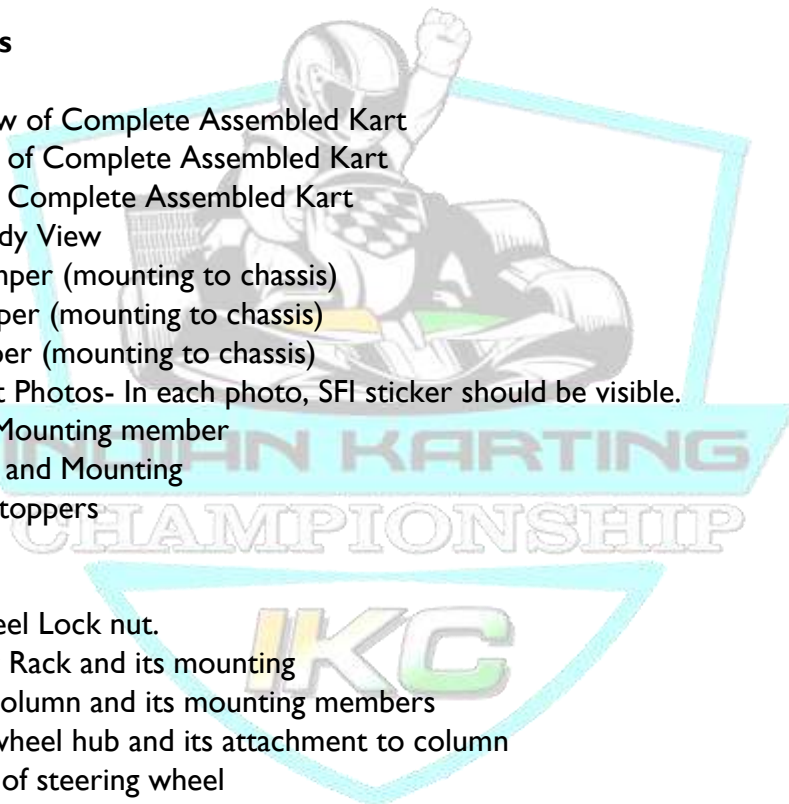 s
w of Complete Assembled Kart
of Complete Assembled Kart
Complete Assembled Kart
dy View
mper (mounting to chassis)
per (mounting to chassis)
ber (mounting to chassis)
t Photos- In each photo, SFI sticker should be visible.
Mounting member
and Mounting
toppers
eel Lock nut.
Rack and its mounting
olumn and its mounting members
wheel hub and its attachment to column
of steering wheel
INDIAN KARTING
CHAMPIONSHIP
IKC